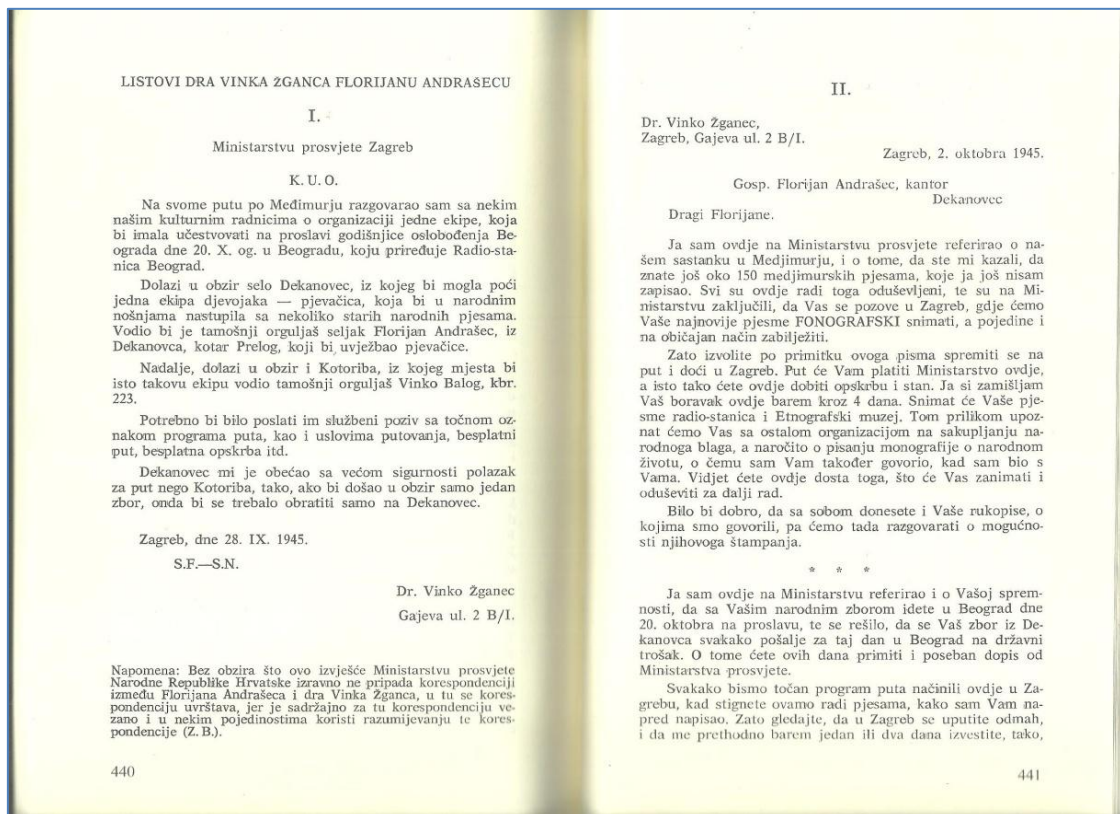 LISTOVI DRA VINKA ŽGANCA FLORIJANU ANDRAŠECU
I.
Ministarstvu prosvjete Zagreb
K. U. O.
Na svome putu po Međimurju razgovarao sam sa nekim
našim kulturnim radnicima o organizaciji jedne ekipe, koja
bi imala učestvovati na proslavi godišnjice oslobođenja Be-
ograda dne 20. X. og. u Beogradu, koju priređuje Radio-sta-
nica Beograd.
Dolazi u obzir selo Dekanovec, iz kojeg bi mogla poći
jedna ekipa djevojaka — pjevačica, koja bi u narodnim
nošnjama nastupila sa nekoliko starih narodnih pjesama.
Vodio bi je tamošnji orguljaš seljak Florijan Andrašec, iz
Dekanovca, kotar Prelog, koji bi uvježbao pjevačice.
Nadalje, dolazi u obzir i Kotoriba, iz kojeg mjesta bi
isto takovu ekipu vodio tamošnji orguljaš Vinko Balog, kbr.
223.
Potrebno bi bilo poslati im službeni poziv sa točnom oz-
nakom programa puta, kao i uslovima putovanja, besplatni
put, besplatna opskrba itd.
Dekanovec mi je obećao sa većom sigurnosti polazak
za put nego Kotoriba, tako, ako bi došao u obzir samo jedan
zbor, onda bi se trebalo obratiti samo na Dekanovec.
Zagreb, dne 28. IX. 1945.
S.F.—S.N.
Dr. Vinko Žganec
Gajeva ul. 2 B/I.
Napomena: Bez obzira što ovo izvješće Ministarstvu prosvjete
Narodne Republike Hrvatske izravno ne pripada korespondenciji
između Florijana Andrašeca i dra Vinka Žganca, u tu se kores-
pondenciju uvrštava, jer je sadržajno za tu korespondenciju ve-
zano i u nekim pojedinostima koristi razumijevanju te kores-
pondencije (Z. B.).
440
II.
Dr. Vinko Žganec,
Zagreb, Gajeva ul. 2 B/I.
Zagreb, 2. oktobra 1945.
Gosp. Florijan Andrašec, kantor
Dekanovec
Dragi Florijane.
Ja sam ovdje na Ministarstvu prosvjete referirao o na-
šem sastanku u Medjimurju, i o tome, da ste mi kazali, da
znate još oko 150 medjimurskih pjesama, koje ja još nisam
zapisao. Svi su ovdje radi toga oduševljeni, te su na Mi-
nistarstvu zaključili, da Vas se pozove u Zagreb, gdje ćemo
Vaše najnovije pjesme FONOGRAFSKI snimati, a pojedine i
na običajan način zabilježiti.
Zato izvolite po primitku ovoga pisma spremiti se na
put i doći u Zagreb. Put će Vam platiti Ministarstvo ovdje,
a isto tako ćete ovdje dobiti opskrbu i stan. Ja si zamišljam
Vaš boravak ovdje barem kroz 4 dana. Snimat će Vaše pje-
sme radio-stanica i Etnografski muzej. Tom prilikom upoz-
nat ćemo Vas sa ostalom organizacijom na sakupljanju na-
rodnoga blaga, a naročito o pisanju monografije o narodnom
životu, o čemu sam Vam također govorio, kad sam bio s
Vama. Vidjet ćete ovdje dosta toga, što će Vas zanimati i
oduševiti za dalji rad.
Bilo bi dobro, da sa sobom donesete i Vaše rukopise, o
kojima smo govorili, pa ćemo tada razgovarati o mogućno-
sti njihovoga štampanja.
* * *
Ja sam ovdje na Ministarstvu referirao i o Vašoj sprem-
nosti, da sa Vašim narodnim zborom idete u Beograd dne
20. oktobra na proslavu, te se rešilo, da se Vaš zbor iz De-
kanovca svakako pošalje za taj dan u Beograd na državni
trošak. O tome ćete ovih dana primiti i poseban dopis od
Ministarstva prosvjete.
Svakako bismo točan program puta načinili ovdje u Za-
grebu, kad stignete ovamo radi pjesama, kako sam Vam na-
pred napisao. Zato gledajte, da u Zagreb se uputite odmah,
i da me prethodno barem jedan ili dva dana izvestite, tako,
441